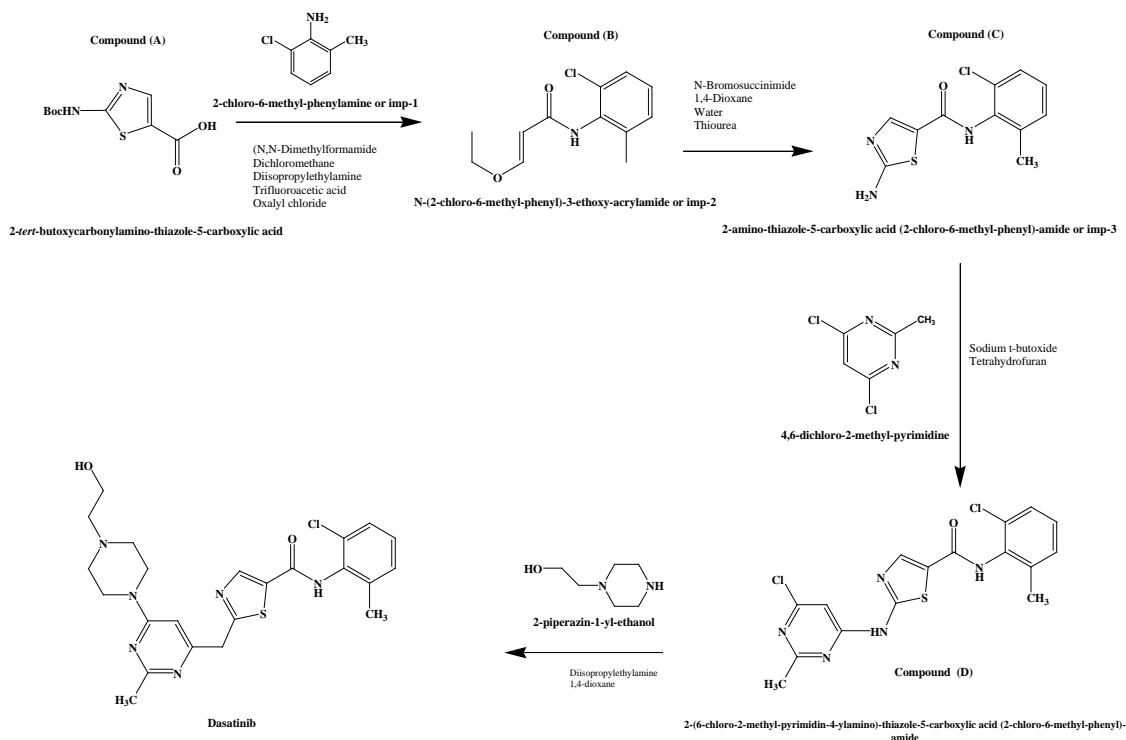 Compound (A)
NH2
Cl
CH3
2-chloro-6-methyl-phenylamine or imp-1
BocHN
N
S
OH
O
(N,N-Dimethylformamide
Dichloromethane
Diisopropylethylamine
Trifluoroacetic acid
Oxalyl chloride
2-tert-butoxycarbonylamino-thiazole-5-carboxylic acid
Compound (B)
Cl
O
N
H
O
N-(2-chloro-6-methyl-phenyl)-3-ethoxy-acrylamide or imp-2
N-Bromosuccinimide
1,4-Dioxane
Water
Thiourea
Compound (C)
Cl
O
N
H
N
S
CH3
H2N
2-amino-thiazole-5-carboxylic acid (2-chloro-6-methyl-phenyl)-amide or imp-3
Cl
N
CH3
N
Cl
4,6-dichloro-2-methyl-pyrimidine
Sodium t-butoxide
Tetrahydrofuran
Cl
O
N
H
CH3
N
S
Cl
HN
N
N
H3C
Compound (D)
2-(6-chloro-2-methyl-pyrimidin-4-ylamino)-thiazole-5-carboxylic acid (2-chloro-6-methyl-phenyl)-
amide
HO
N
NH
2-piperazin-1-yl-ethanol
Diisopropylethylamine
1,4-dioxane
HO
N
N
Cl
O
N
H
CH3
N
S
N
N
H3C
Dasatinib